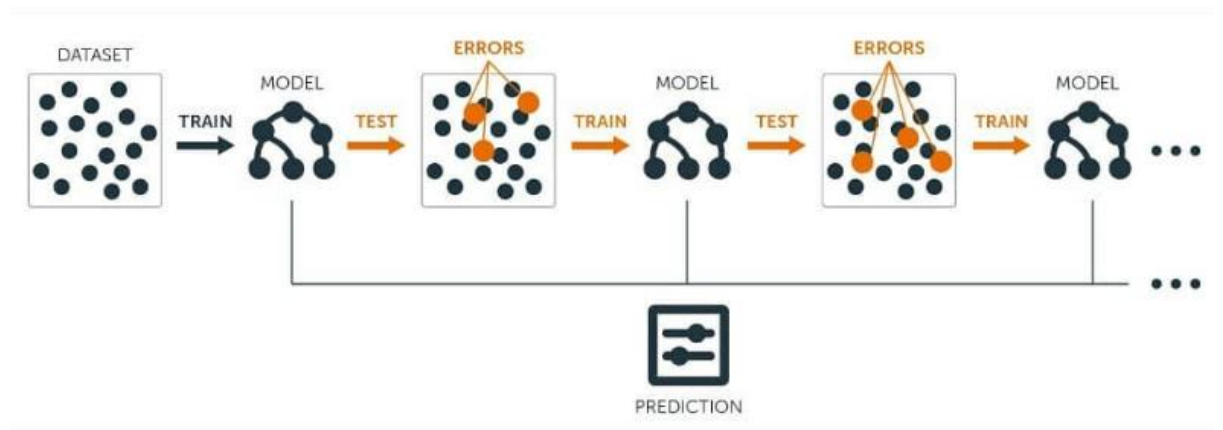 DATASET
TRAIN
MODEL
TEST
ERRORS
TRAIN
MODEL
TEST
ERRORS
TRAIN
MODEL
PREDICTION